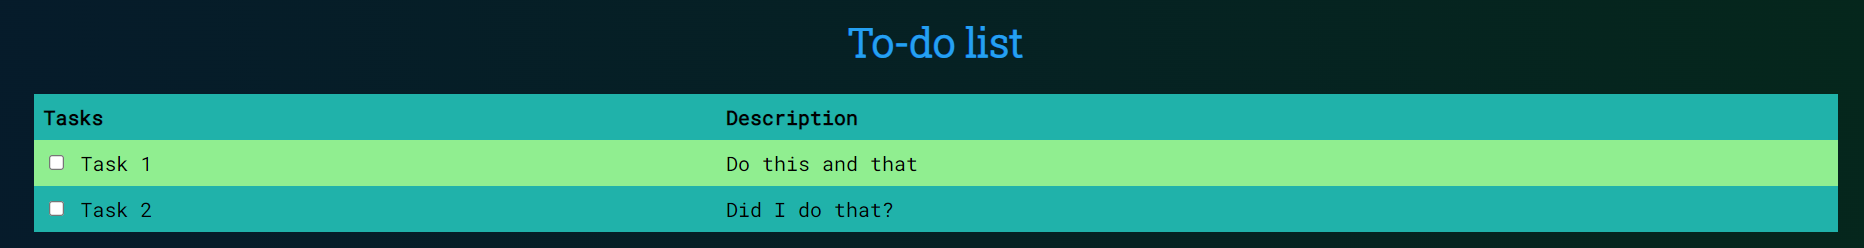 To-do list
Tasks Description
Task 1 Do this and that
Task 2 Did I do that?